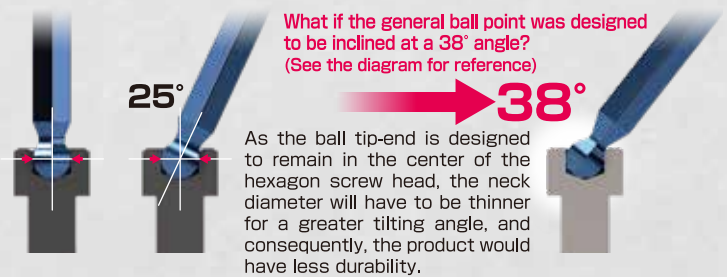 What if the general ball point was designed
to be inclined at a 38° angle?
(See the diagram for reference)
25°
38°
As the ball tip-end is designed
to remain in the center of the
hexagon screw head, the neck
diameter will have to be thinner
for a greater tilting angle, and
consequently, the product would
have less durability.